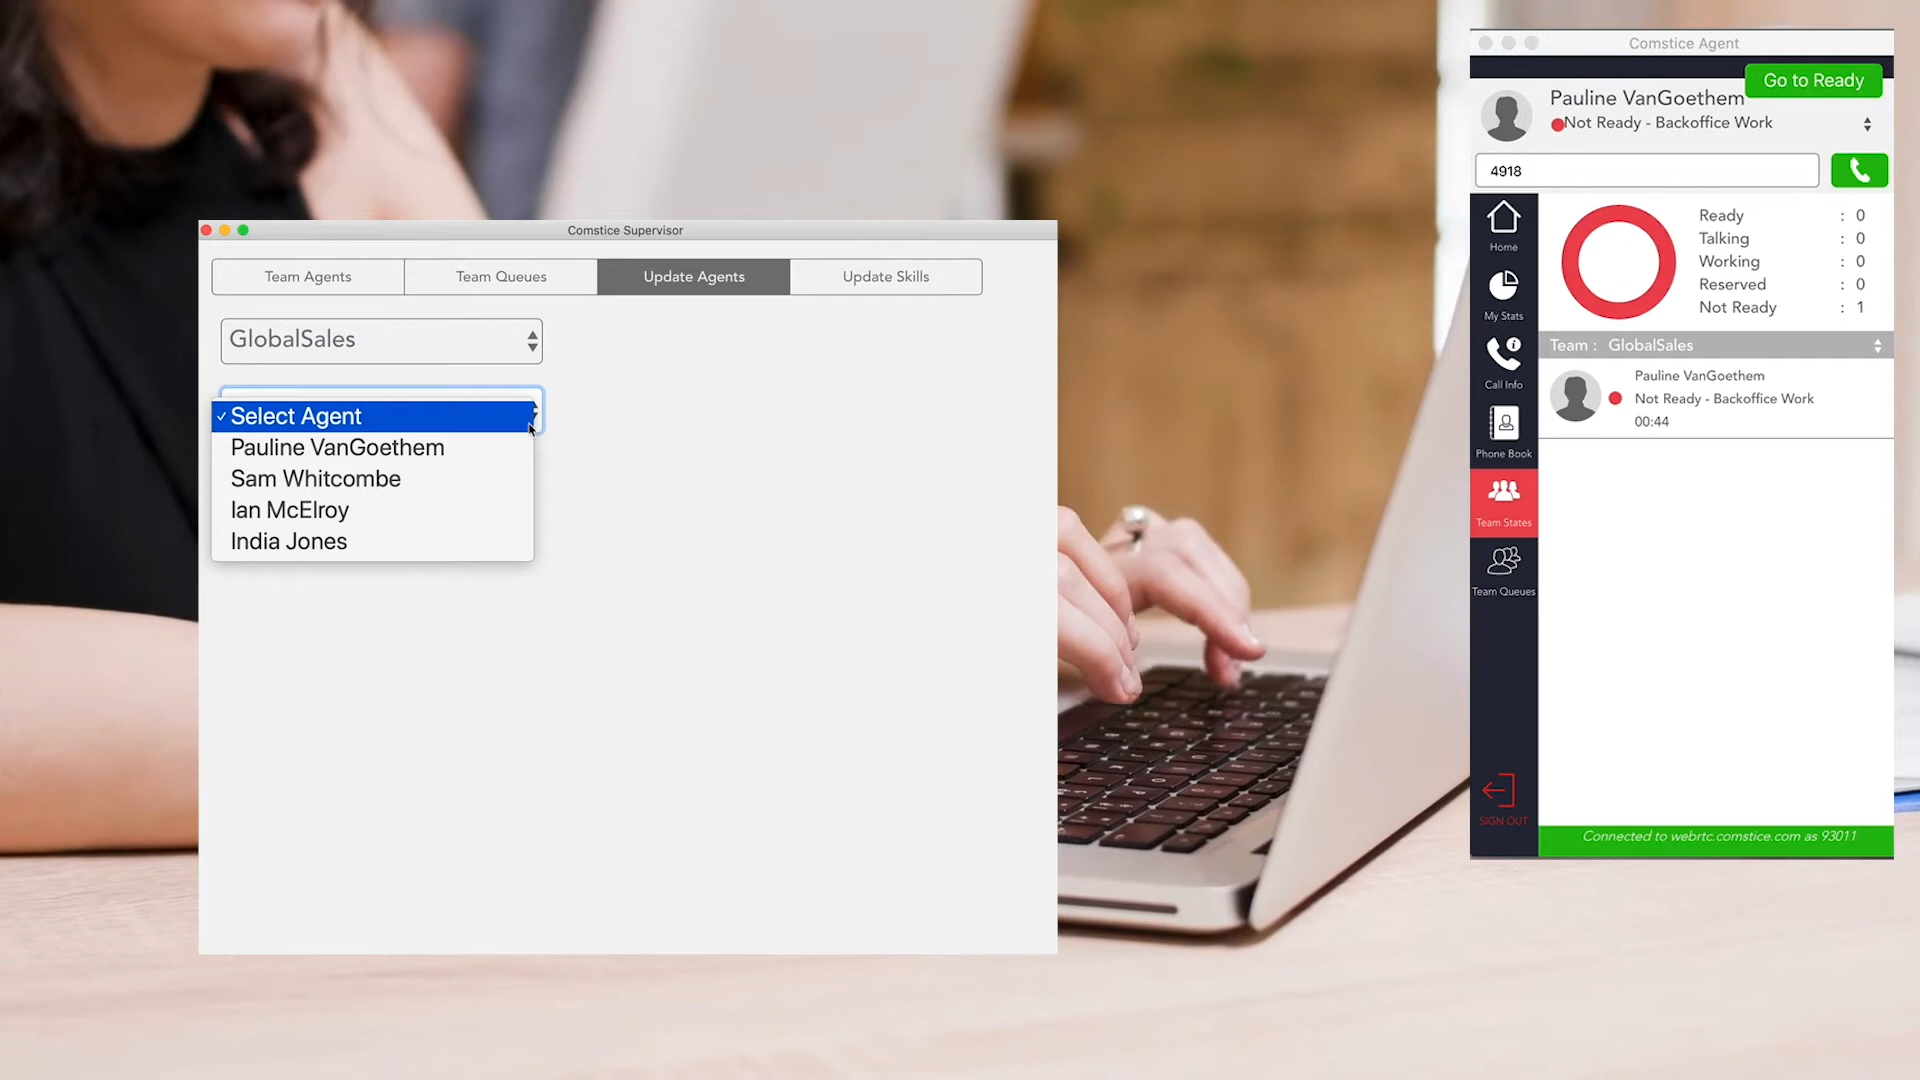 Comstice Supervisor
Team Agents
Team Queues
Update Agents
Update Skills
GlobalSales
✓ Select Agent
Pauline VanGoethem
Sam Whitcombe
Ian McElroy
India Jones
Comstice Agent
Go to Ready
Pauline VanGoethem
Not Ready - Backoffice Work
4918
Home
My Stats
Call Info
Phone Book
Team States
Team Queues
SIGN OUT
Ready : 0
Talking : 0
Working : 0
Reserved : 0
Not Ready : 1
Team : GlobalSales
Pauline VanGoethem
Not Ready - Backoffice Work
00:44
Connected to webrtc.comstice.com as 93011